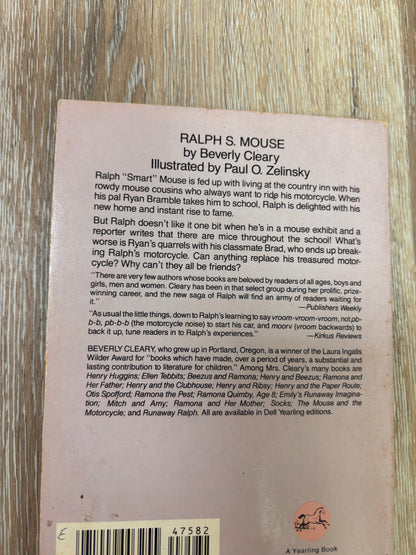 RALPH S. MOUSE
by Beverly Cleary
Illustrated by Paul O. Zelinsky
Ralph "Smart" Mouse is fed up with living at the country inn with his
rowdy mouse cousins who always want to ride his motorcycle. When
his pal Ryan Bramble takes him to school, Ralph is delighted with his
new home and instant rise to fame.
But Ralph doesn't like it one bit when he's in a mouse exhibit and a
reporter writes that there are mice throughout the school! What's
worse is Ryan's quarrels with his classmate Brad, who ends up break-
ing Ralph's motorcycle. Can anything replace his treasured motor-
cycle? Why can't they all be friends?
"There are very few authors whose books are beloved by readers of all ages, boys and
girls, men and women. Cleary has been in that select group during her prolific, prize-
winning career, and the new saga of Ralph will find an army of readers waiting for
it."
—Publishers Weekly
"As usual the little things, down to Ralph's learning to say vroom-vroom-vroom, not pb-
b-b, pb-b-b (the motorcycle noise) to start his car, and moorv (vroom backwards) to
back it up, tune readers in to Ralph's experiences."
—Kirkus Reviews
BEVERLY CLEARY, who grew up in Portland, Oregon, is a winner of the Laura Ingalls
Wilder Award for "books which have made, over a period of years, a substantial and
lasting contribution to literature for children." Among Mrs. Cleary's many books are
Henry Huggins; Ellen Tebbits; Beezus and Ramona; Henry and Beezus; Ramona and
Her Father; Henry and the Clubhouse; Henry and Ribsy; Henry and the Paper Route;
Otis Spofford; Ramona the Pest; Ramona Quimby, Age 8; Emily's Runaway Imagina-
tion; Mitch and Amy; Ramona and Her Mother; Socks; The Mouse and the
Motorcycle; and Runaway Ralph. All are available in Dell Yearling editions.
E
47582
A Yearling Book